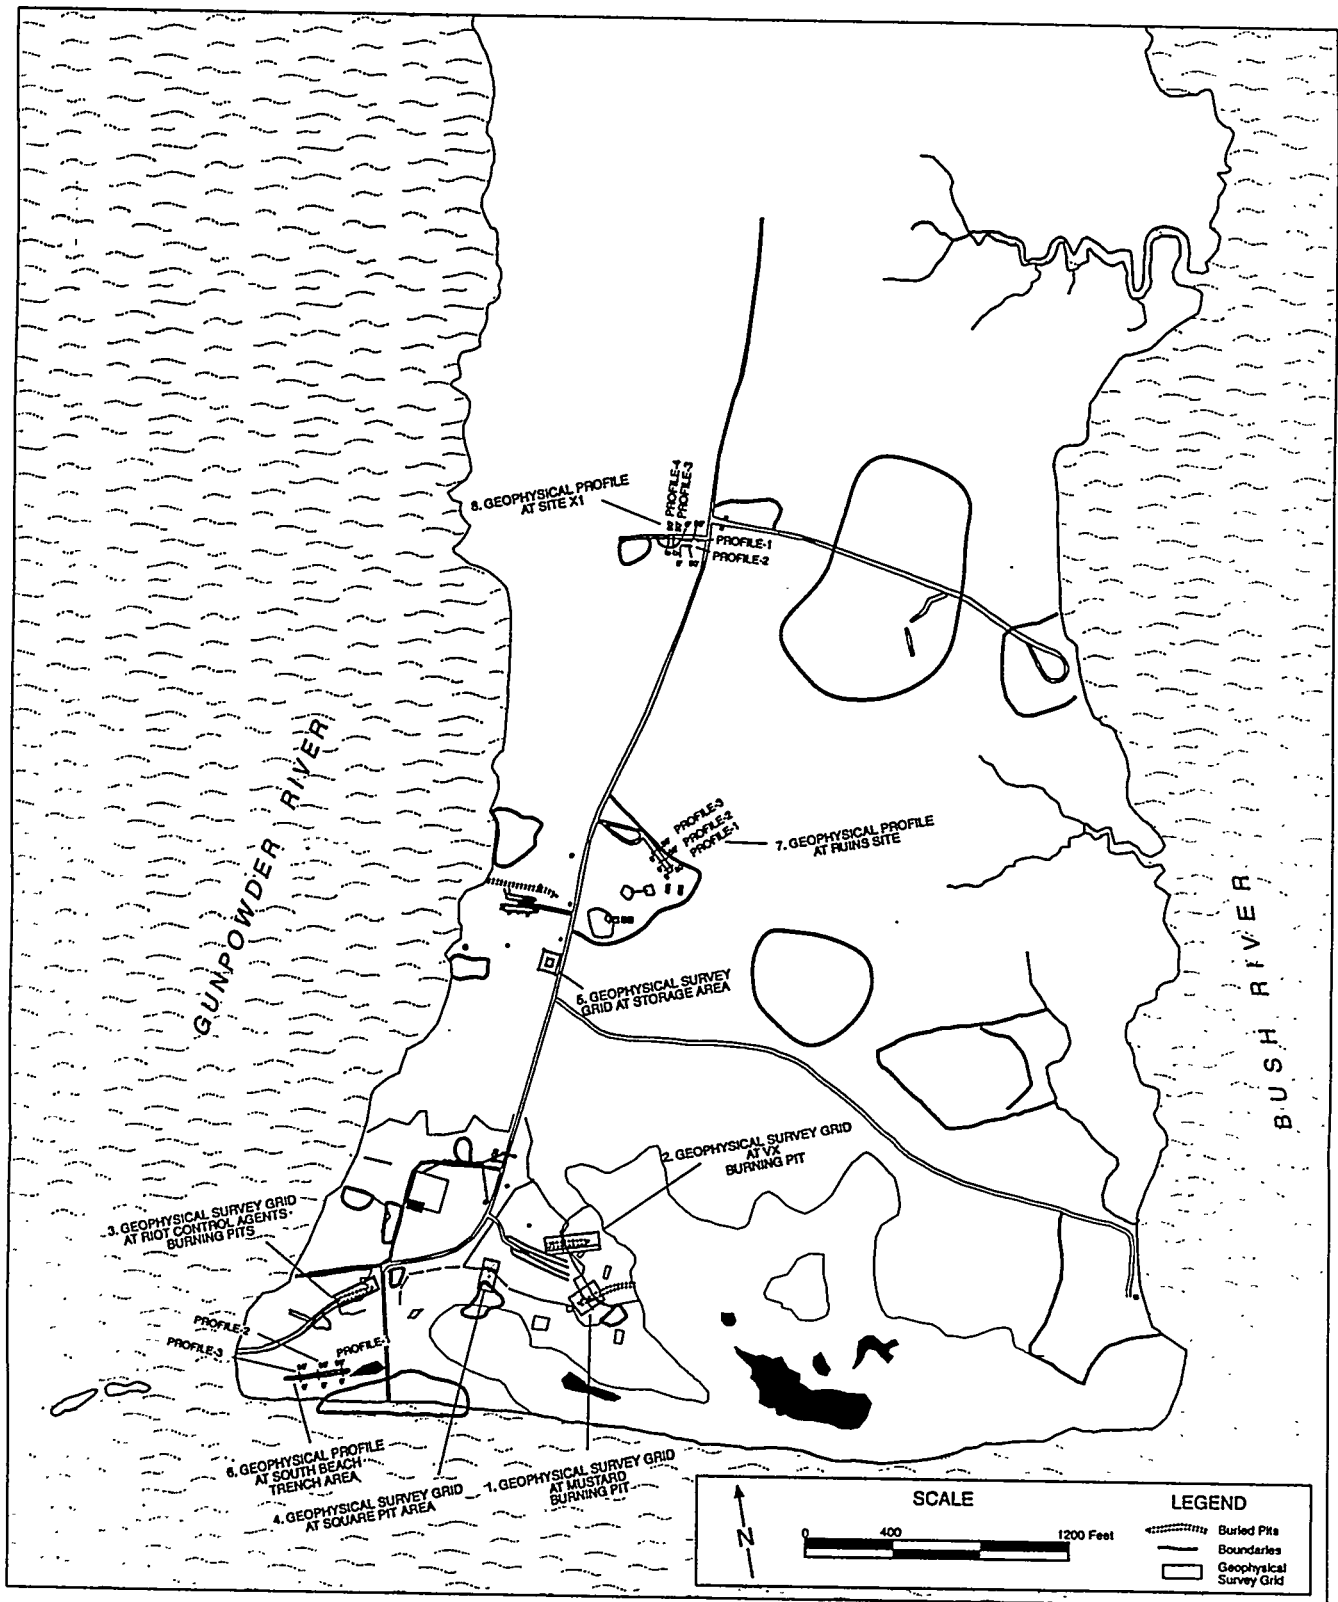 PROFILE-4
PROFILE-3
8. GEOPHYSICAL PROFILE
AT SITE X1
PROFILE-1
PROFILE-2
GUNPOWDER RIVER
PROFILE-3
PROFILE-2
PROFILE-1
7. GEOPHYSICAL PROFILE
AT RUINS SITE
BUSH RIVER
5. GEOPHYSICAL SURVEY
GRID AT STORAGE AREA
2. GEOPHYSICAL SURVEY GRID
AT VX
BURNING PIT
3. GEOPHYSICAL SURVEY GRID
AT RIOT CONTROL AGENTS
BURNING PITS
PROFILE-2
PROFILE-3
PROFILE-1
6. GEOPHYSICAL PROFILE
AT SOUTH BEACH
TRENCH AREA
4. GEOPHYSICAL SURVEY GRID
AT SQUARE PIT AREA
1. GEOPHYSICAL SURVEY GRID
AT MUSTARD
BURNING PIT
N
SCALE
0 400 1200 Feet
LEGEND
Buried Pits
Boundaries
Geophysical
Survey Grid